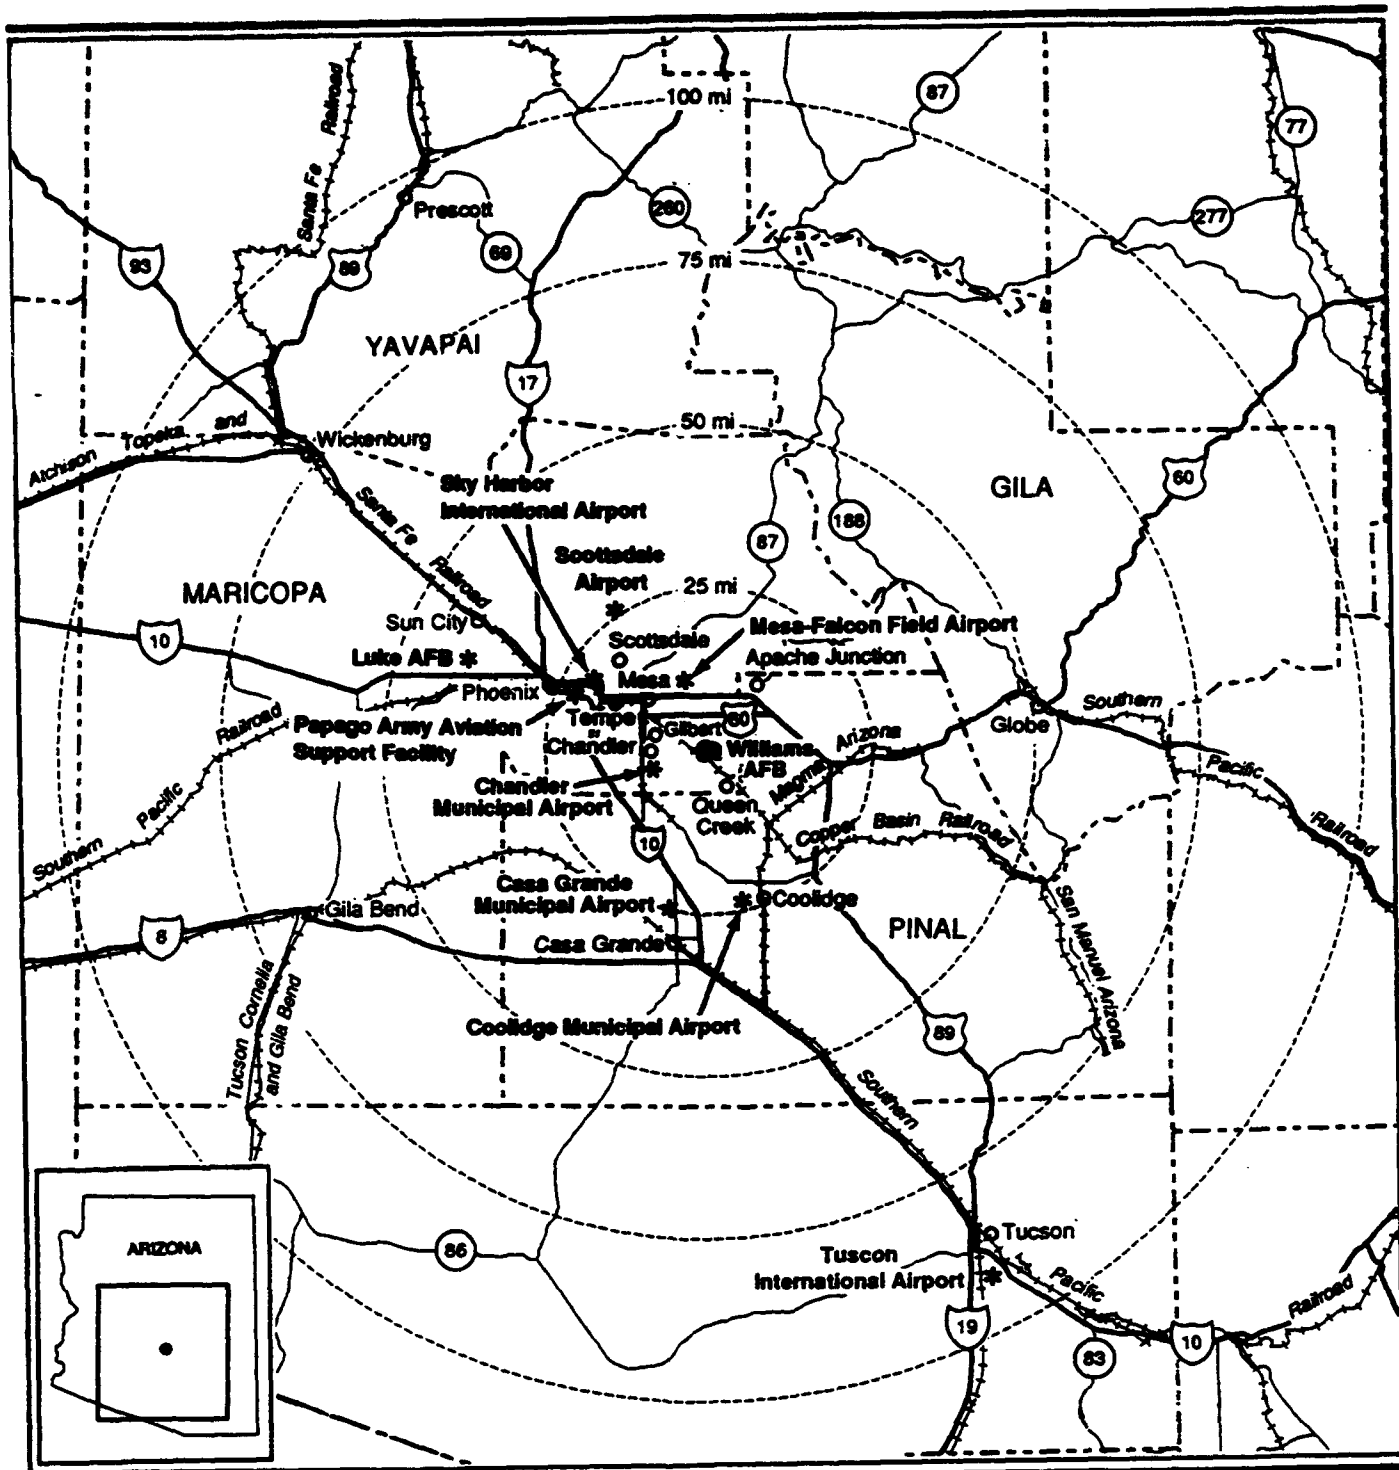 100 mi
87
77
Santa Fe
Railroad
Prescott
260
277
69
93
89
75 mi
YAVAPAI
17
50 mi
Atchison
Topeka
and
Wickenburg
60
GILA
Sky Harbor
International Airport
Santa Fe
Railroad
188
87
Scottsdale
Airport
25 mi
MARICOPA
Sun City
Mesa-Falcon Field Airport
10
Scottsdale
Luke AFB
Apache Junction
Mesa
Phoenix
Southern
Globe
Papago Army Aviation
Support Facility
Tempe
60
Gilbert
Arizona
Railroad
Chandler
Williams
AFB
Magma
Pacific
Chandler
Municipal Airport
Queen
Creek
Pacific
Southern
Copper
Basin
Railroad
Railroad
10
Casa Grande
Municipal Airport
Coolidge
Gila Bend
8
PINAL
San Manuel Arizona
Casa Grande
Tucson Cornelia
and Gila Bend
Coolidge Municipal Airport
89
Southern
ARIZONA
86
Tucson
Tuscon
International Airport
Pacific
Railroad
19
83
10